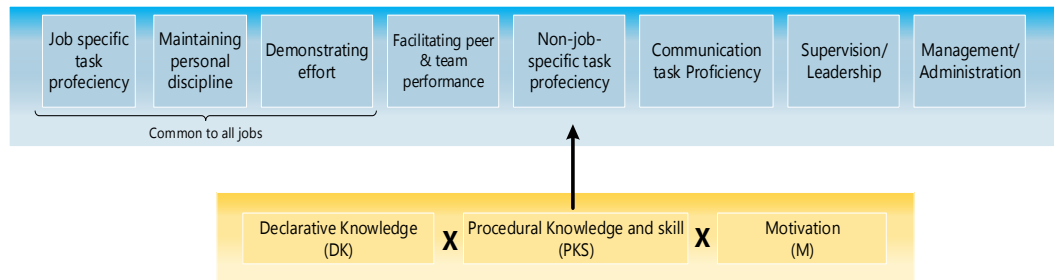 Job specific
task
profeciency
Maintaining
personal
discipline
Demonstrating
effort
Facilitating peer
& team
performance
Non-job-
specific task
profeciency
Communication
task Proficiency
Supervision/
Leadership
Management/
Administration
Common to all jobs
Declarative Knowledge
(DK)
X
Procedural Knowledge and skill
(PKS)
X
Motivation
(M)